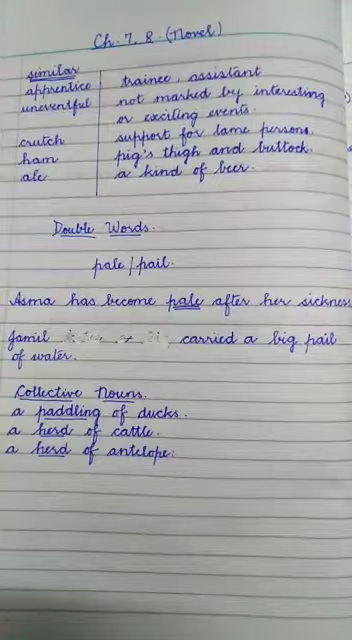 Ch. 7, 8. (Novel)
similar
apprentice trainee, assistant
uneventful not marked by interesting
or exciting events.
crutch support for lame persons.
ham pig's thigh and buttock.
ale a kind of beer.
Double Words.
pale/pail.
Asma has become pale after her sickness
Jamil carried a big pail
of water.
Collective Nouns.
a paddling of ducks.
a herd of cattle.
a herd of antelope.